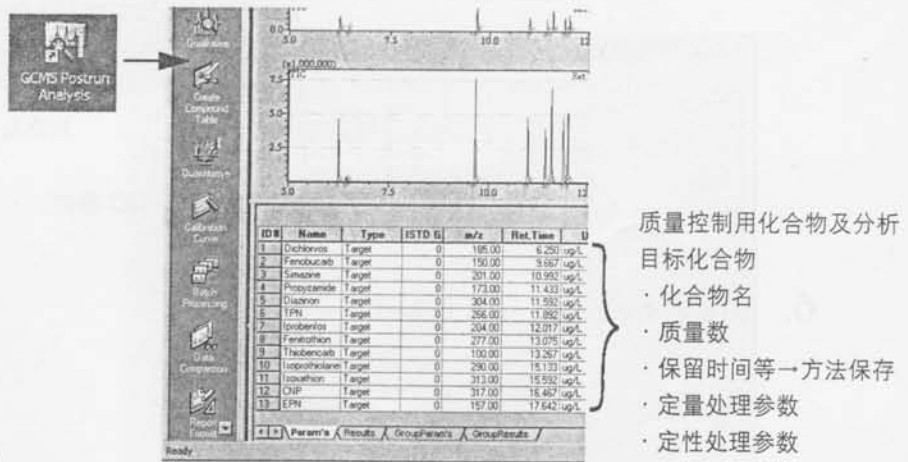 GCMS Postrun
Analysis
Qualitative
Create
Compound
Table
Quantitative
Calibration
Curve
Batch
Processing
Data
Comparison
Report
Ready
0.0
5.0 7.5 10.0 12
(x1,000,000)
TIC Ret.
7.5
5.0
2.5
5.0 7.5 10.0 12
ID# Name Type ISTD G m/z Ret.Time U
1 Dichlorvos Target 0 185.00 6.250 ug/L
2 Fenobucarb Target 0 150.00 9.667 ug/L
3 Simazine Target 0 201.00 10.992 ug/L
4 Propyzamide Target 0 173.00 11.433 ug/L
5 Diazinon Target 0 304.00 11.592 ug/L
6 TPN Target 0 266.00 11.892 ug/L
7 Iprobenfos Target 0 204.00 12.017 ug/L
8 Fenitrothion Target 0 277.00 13.075 ug/L
9 Thiobencarb Target 0 100.00 13.267 ug/L
10 Isoprothiolane Target 0 290.00 15.133 ug/L
11 Isoxathion Target 0 313.00 15.592 ug/L
12 CNP Target 0 317.00 16.467 ug/L
13 EPN Target 0 157.00 17.642 ug/L
Param's Results GroupParam's GroupResults
质量控制用化合物及分析
目标化合物
·化合物名
·质量数
·保留时间等→方法保存
·定量处理参数
·定性处理参数